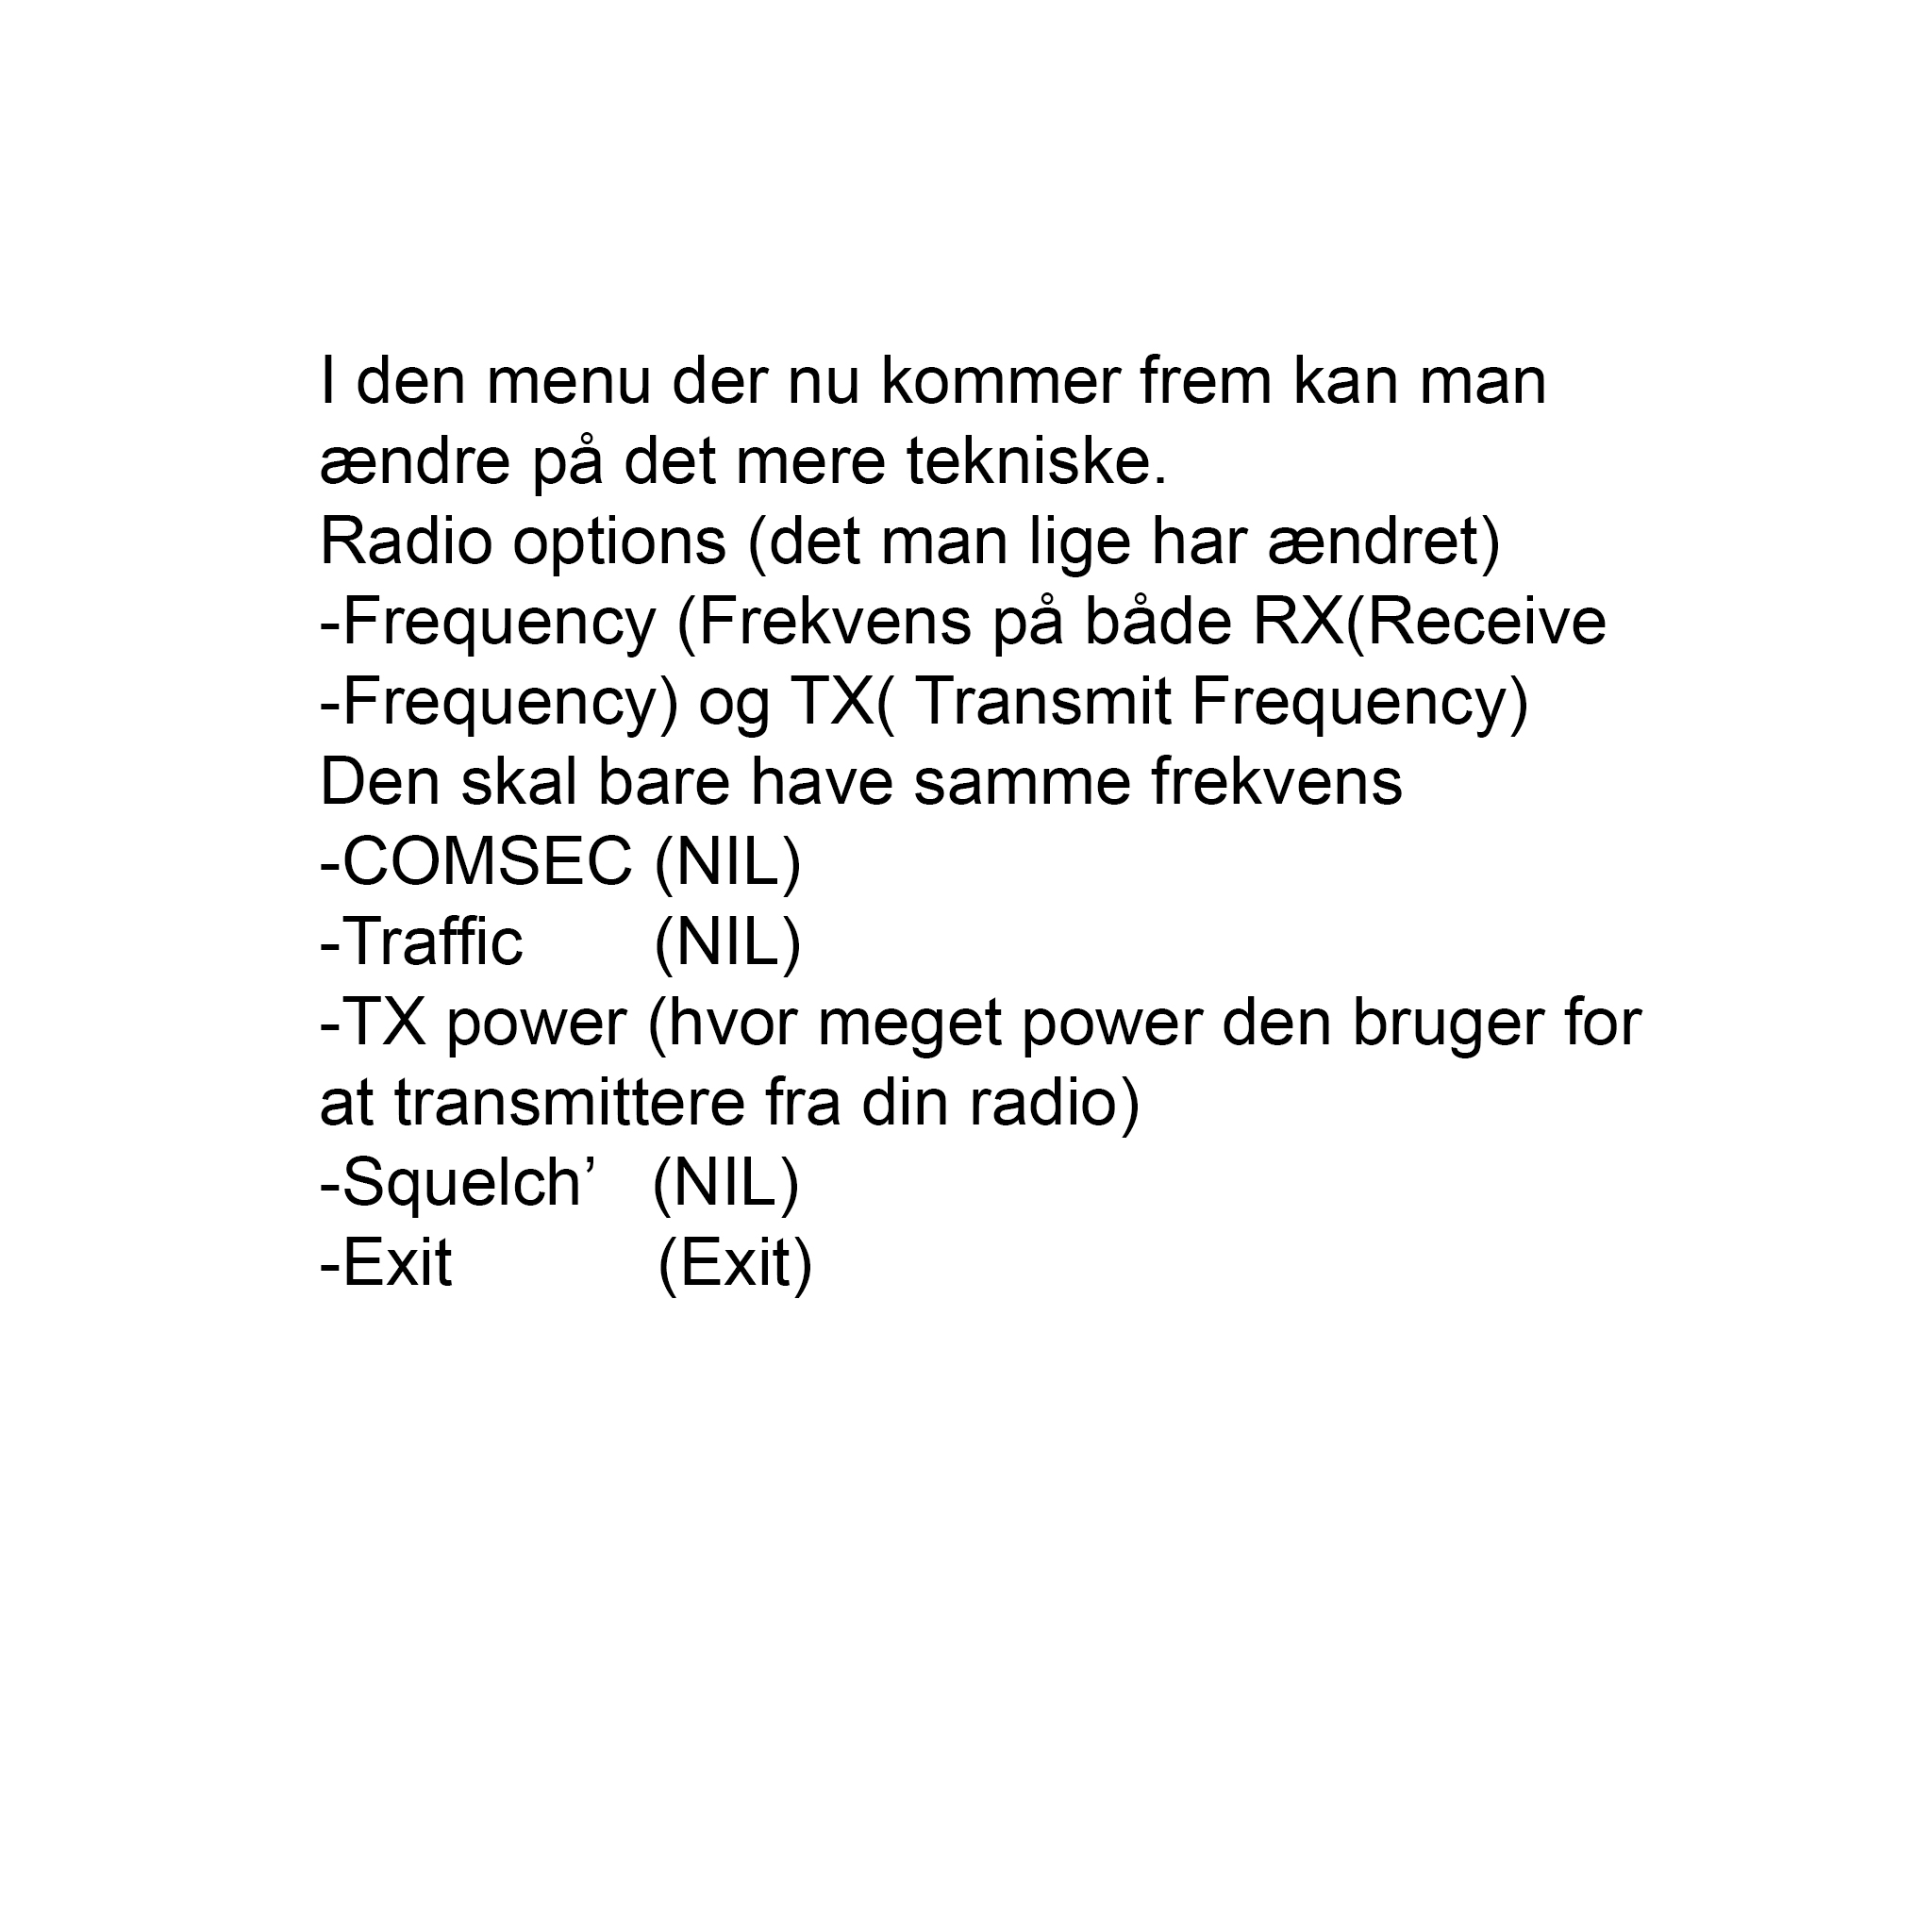 I den menu der nu kommer frem kan man
ændre på det mere tekniske.
Radio options (det man lige har ændret)
-Frequency (Frekvens på både RX(Receive
-Frequency) og TX( Transmit Frequency)
Den skal bare have samme frekvens
-COMSEC (NIL)
-Traffic (NIL)
-TX power (hvor meget power den bruger for
at transmittere fra din radio)
-Squelch’ (NIL)
-Exit (Exit)